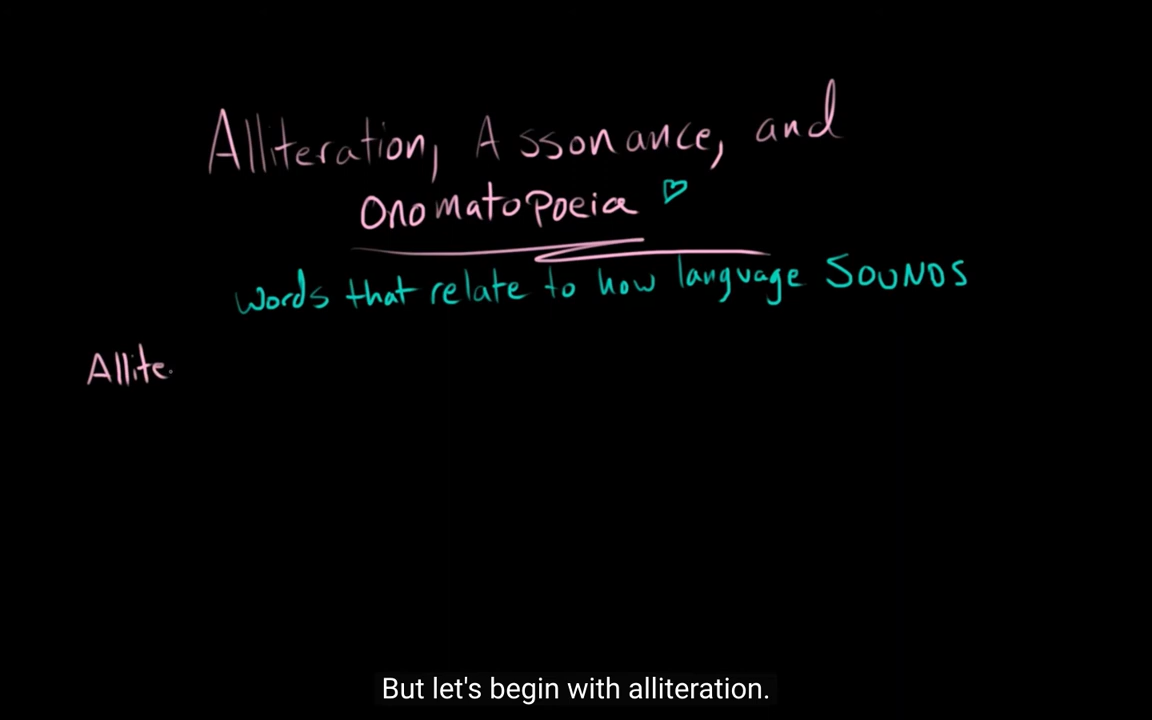 Alliteration, Assonance, and
Onomatopoeia
Words that relate to how language SOUNDS
Allite
But let's begin with alliteration.